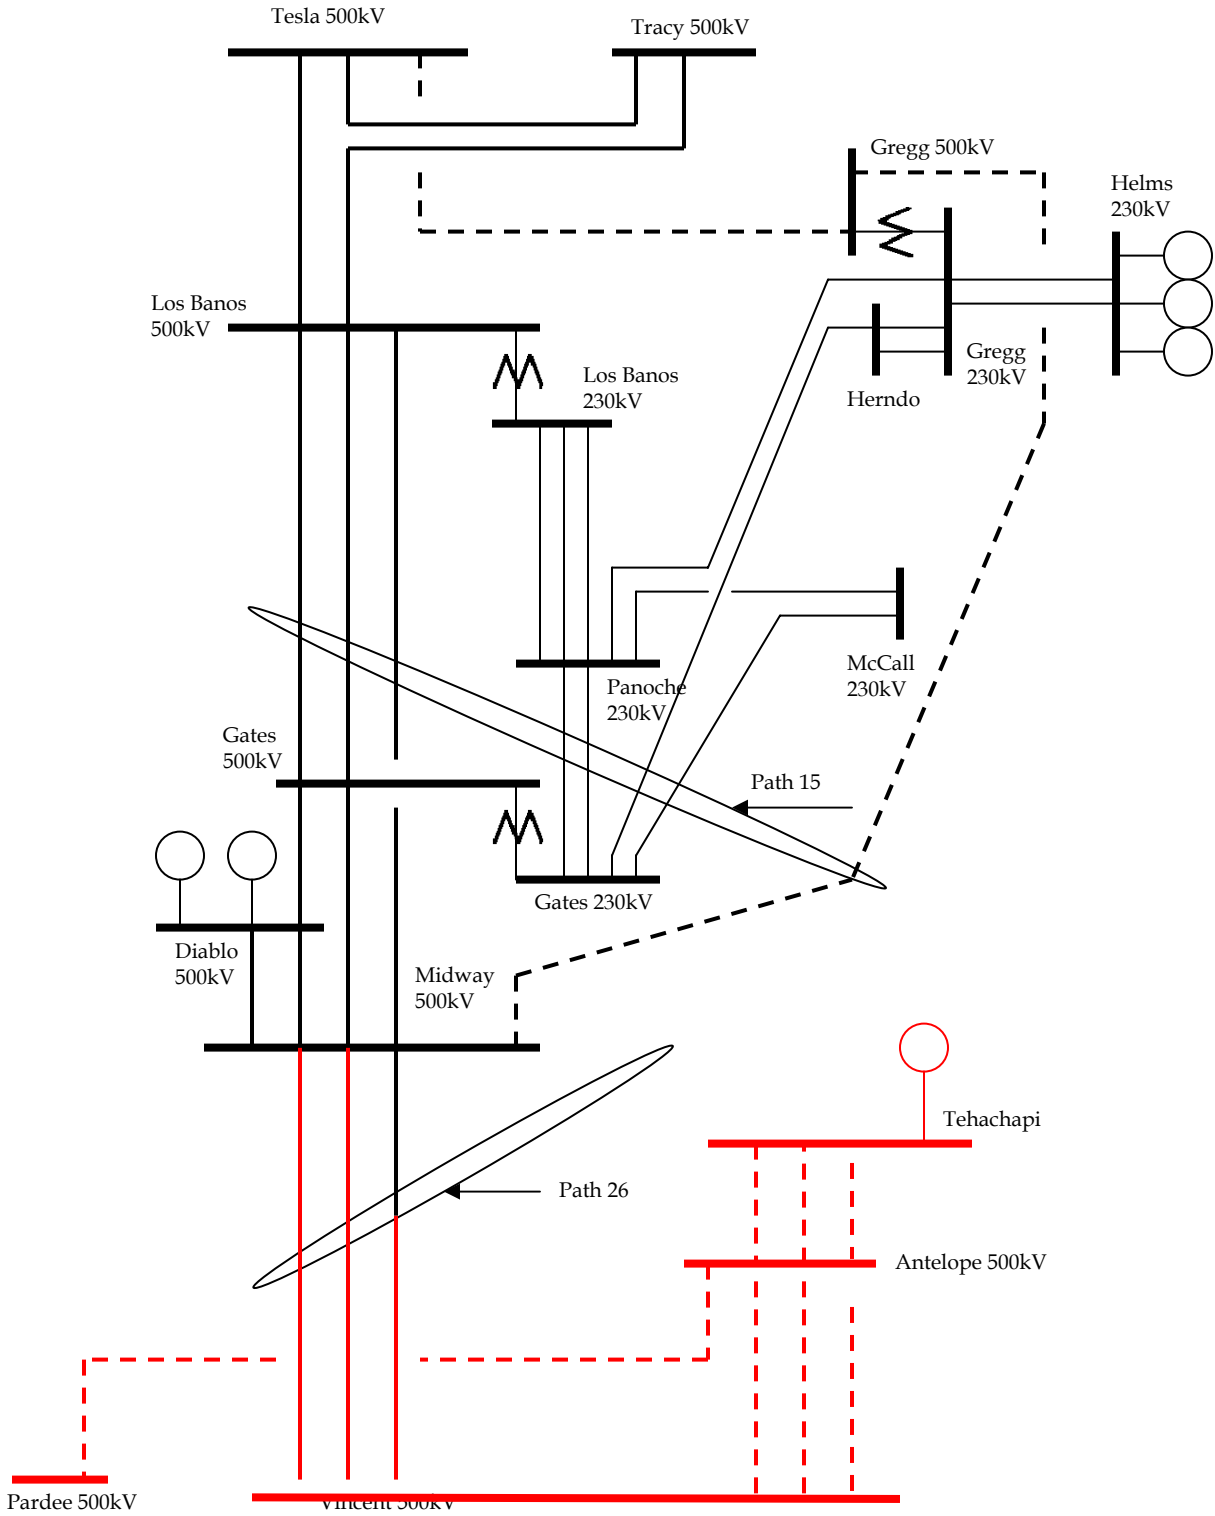 Tesla 500kV
Tracy 500kV
Gregg 500kV
Helms
230kV
Los Banos
500kV
Gregg
230kV
Los Banos
230kV
Herndo
McCall
230kV
Panoche
230kV
Gates
500kV
Path 15
Gates 230kV
Diablo
500kV
Midway
500kV
Tehachapi
Path 26
Antelope 500kV
Pardee 500kV
Vincent 500kV